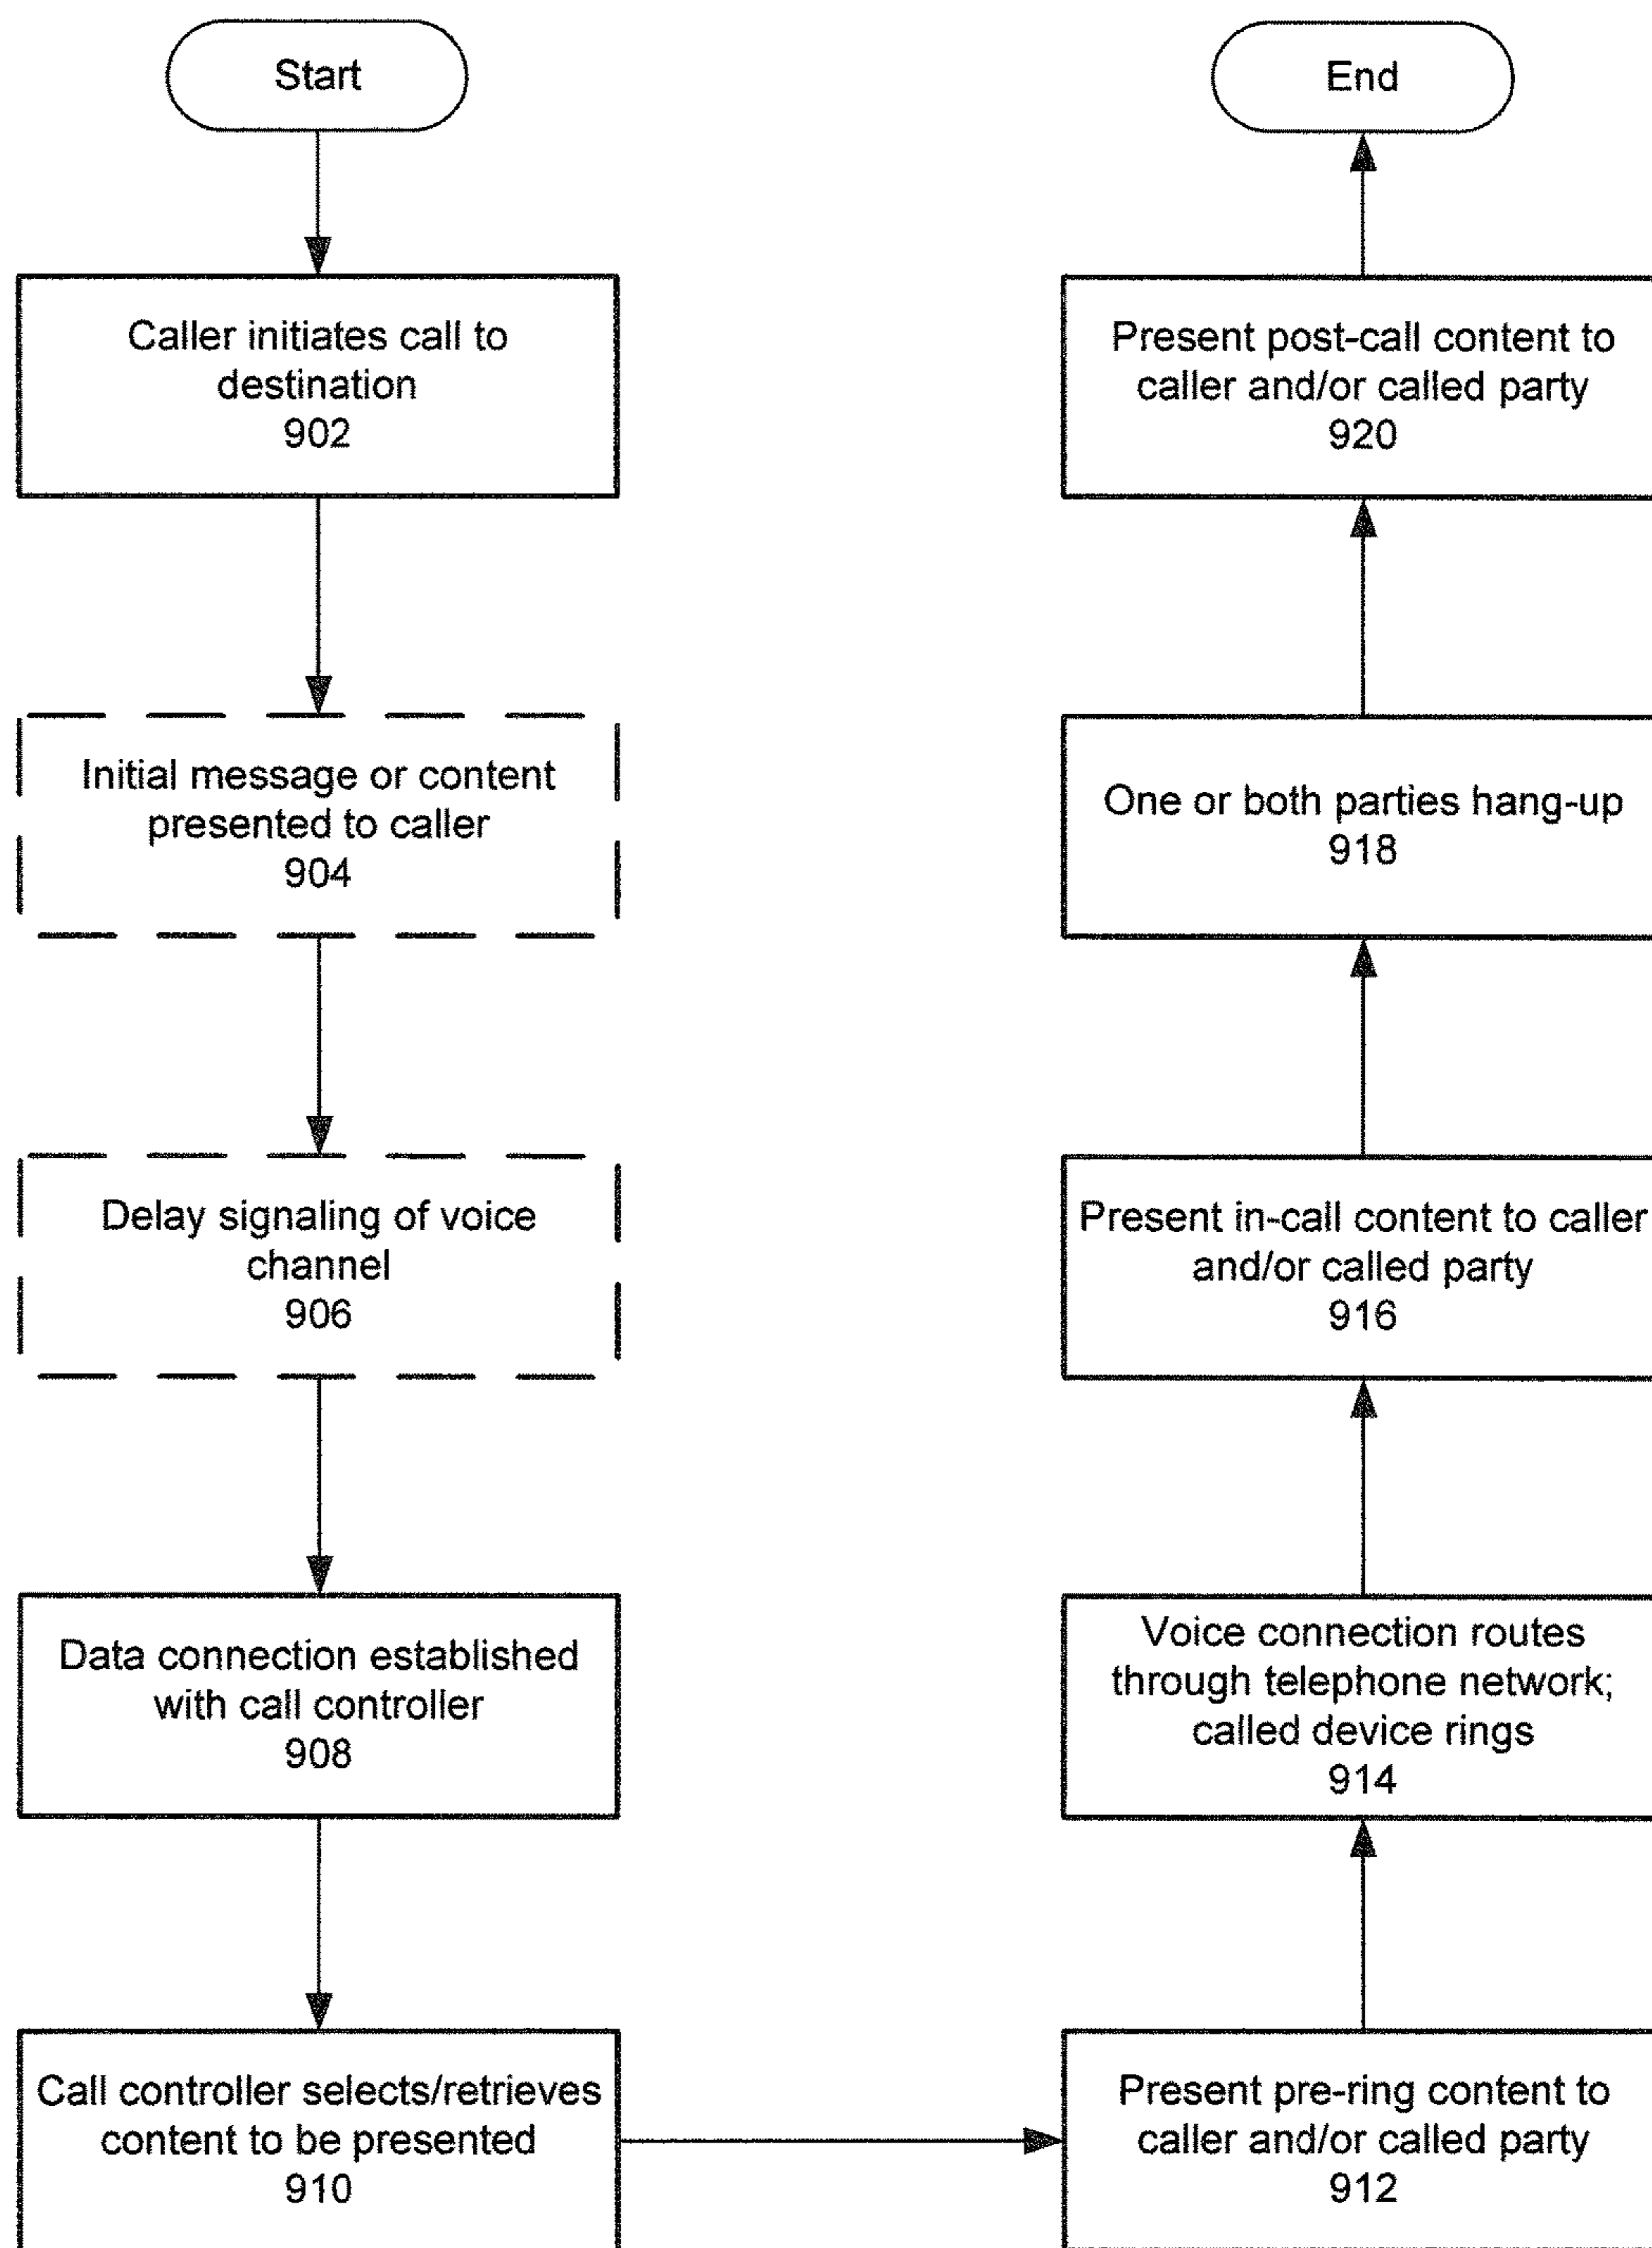 Start
Caller initiates call to
destination
902
Initial message or content
presented to caller
904
Delay signaling of voice
channel
906
Data connection established
with call controller
908
Call controller selects/retrieves
content to be presented
910
Present pre-ring content to
caller and/or called party
912
Voice connection routes
through telephone network;
called device rings
914
Present in-call content to caller
and/or called party
916
One or both parties hang-up
918
Present post-call content to
caller and/or called party
920
End